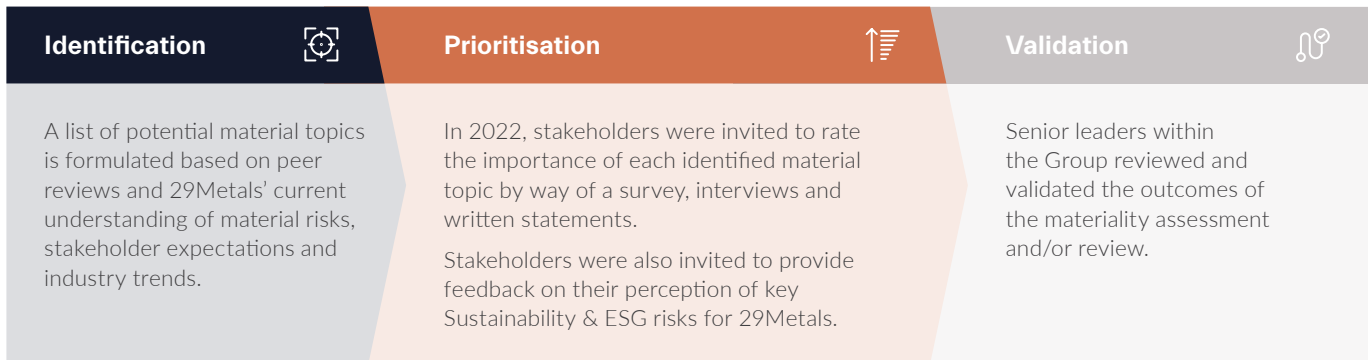 Identification
A list of potential material topics
is formulated based on peer
reviews and 29Metals' current
understanding of material risks,
stakeholder expectations and
industry trends.
Prioritisation
In 2022, stakeholders were invited to rate
the importance of each identified material
topic by way of a survey, interviews and
written statements.
Stakeholders were also invited to provide
feedback on their perception of key
Sustainability & ESG risks for 29Metals.
Validation
Senior leaders within
the Group reviewed and
validated the outcomes of
the materiality assessment
and/or review.